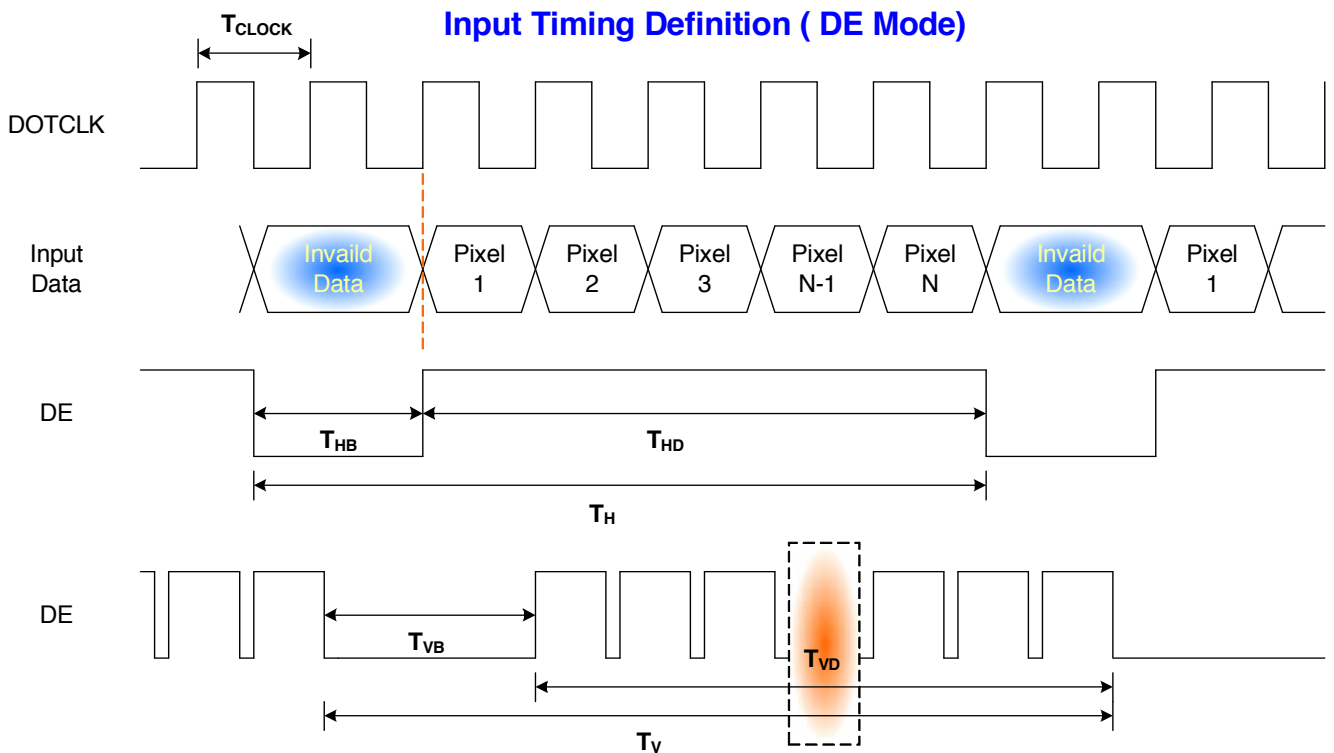 Input Timing Definition ( DE Mode)
TCLOCK
DOTCLK
Input
Data
Invaild
Data
Pixel
1
Pixel
2
Pixel
3
Pixel
N-1
Pixel
N
Invaild
Data
Pixel
1
DE
THB
THD
TH
DE
TVB
TVD
TV